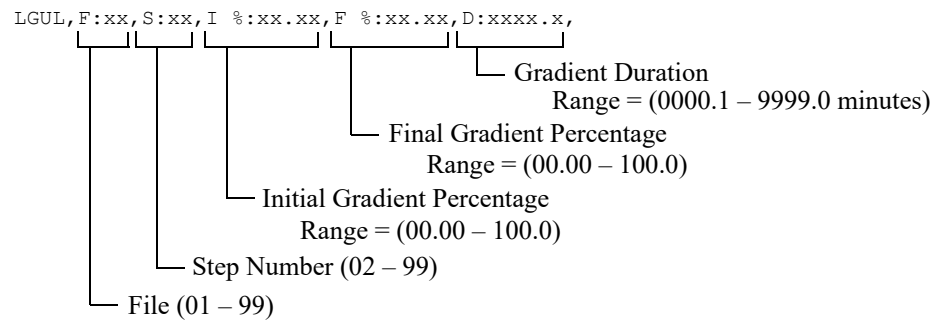 LGUL,F:xx,S:xx,I %:xx.xx,F %:xx.xx,D:xxxx.x,
Gradient Duration
Range = (0000.1 – 9999.0 minutes)
Final Gradient Percentage
Range = (00.00 – 100.0)
Initial Gradient Percentage
Range = (00.00 – 100.0)
Step Number (02 – 99)
File (01 – 99)